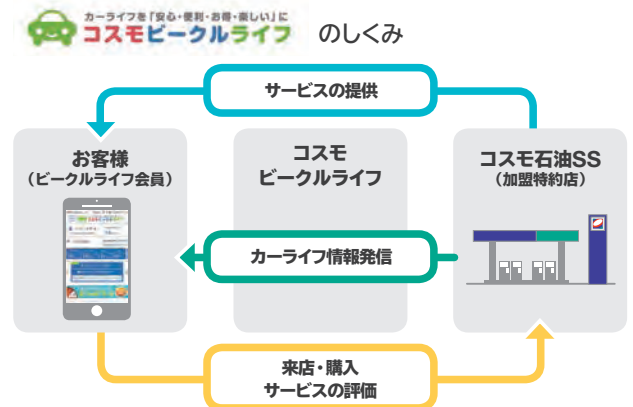 カーライフを「安心・便利・お得・楽しい」に
コスモビークルライフ のしくみ
サービスの提供
お客様
（ビークルライフ会員）
コスモ
ビークルライフ
コスモ石油SS
（加盟特約店）
カーライフ情報発信
来店・購入
サービスの評価